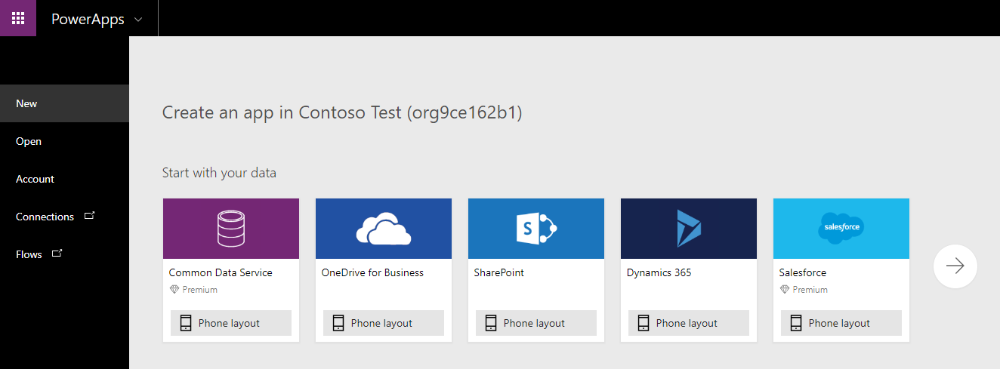 PowerApps
New
Open
Account
Connections
Flows
Create an app in Contoso Test (org9ce162b1)
Start with your data
S
salesforce
Common Data Service
Premium
Phone layout
OneDrive for Business
Phone layout
SharePoint
Phone layout
Dynamics 365
Phone layout
Salesforce
Premium
Phone layout